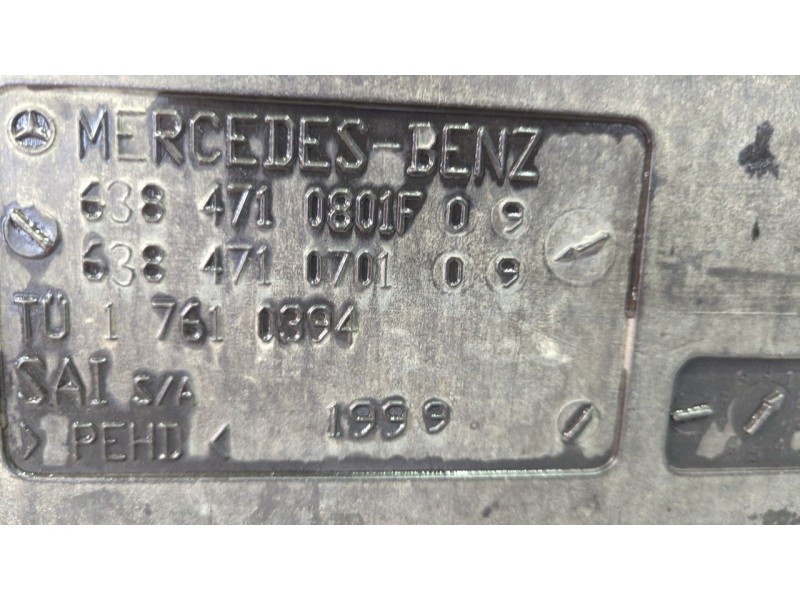 MERCEDES-BENZ
638 471 0801F 0 9
638 471 0701 0 9
TÜ 1 761 0394
SAI S/A
> PEHD < 1999